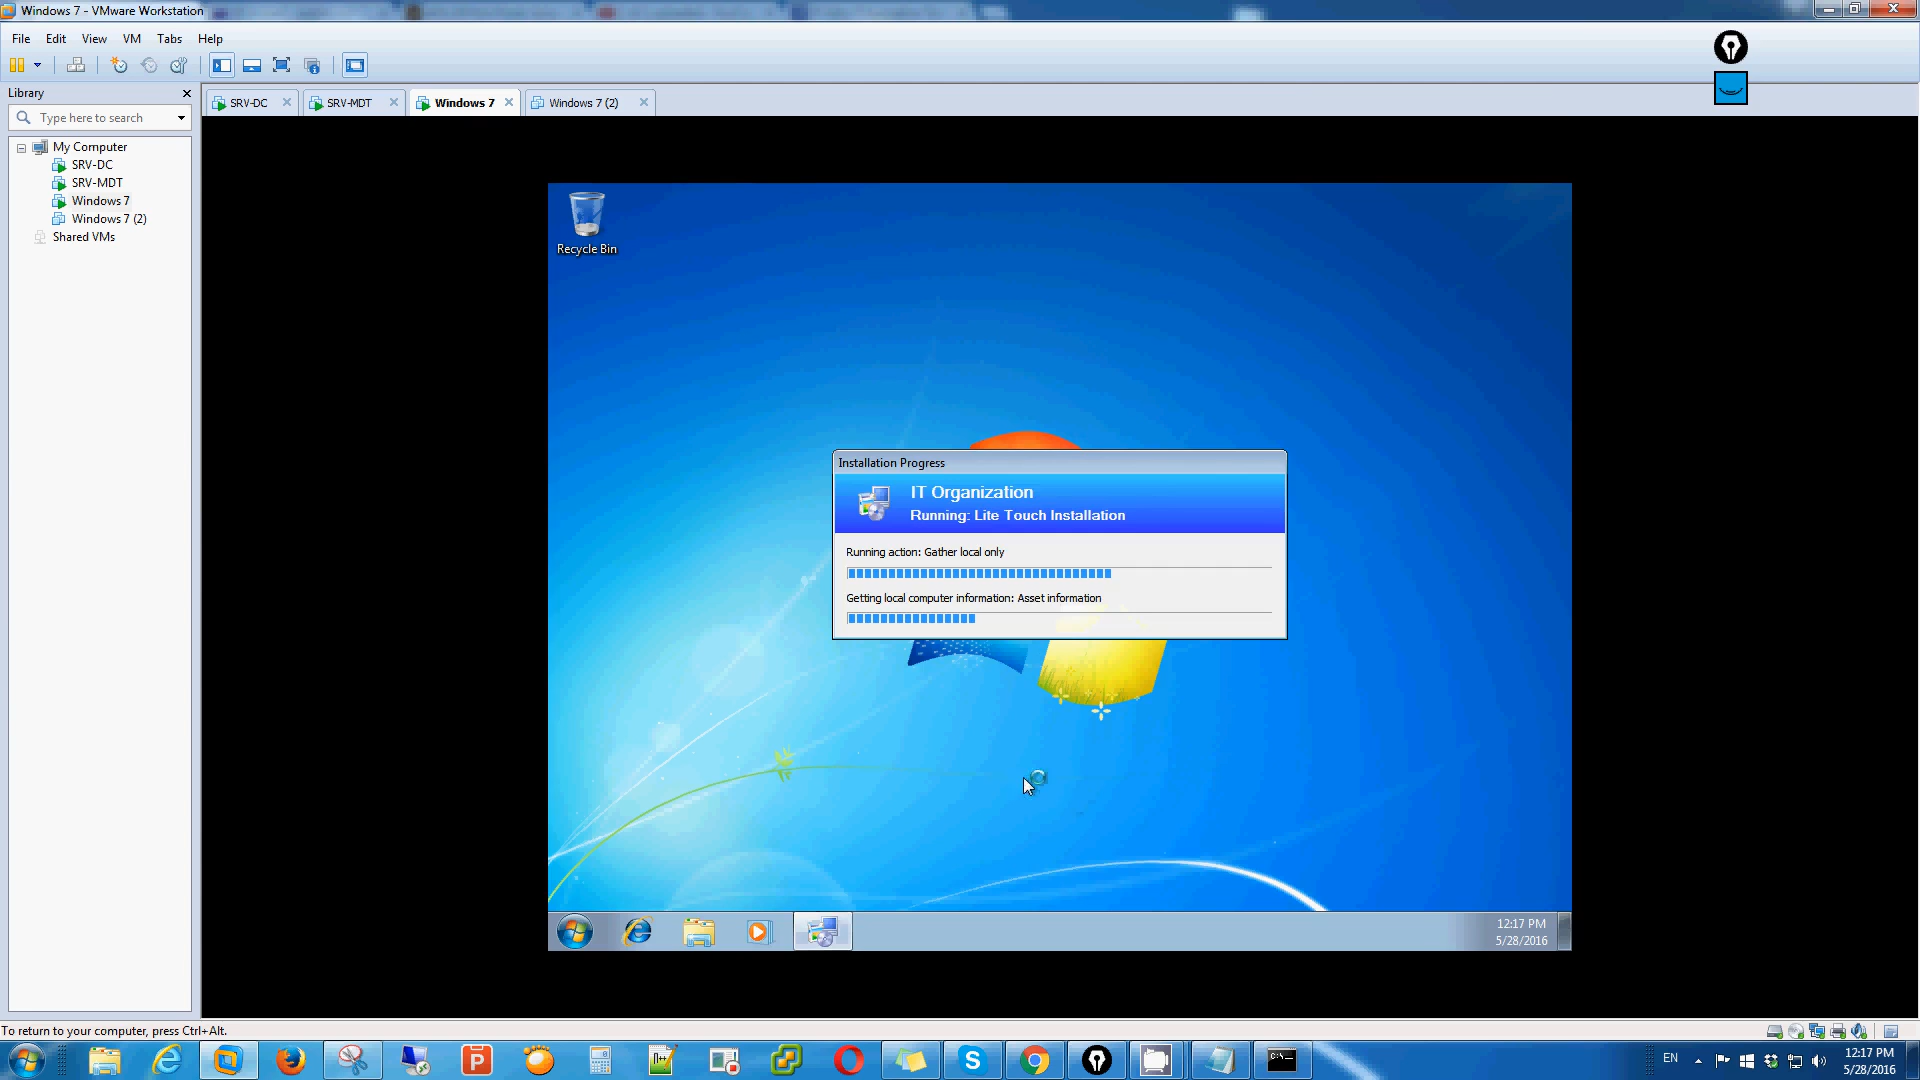 Windows 7 - VMware Workstation
File Edit View VM Tabs Help
Library
Type here to search
My Computer
SRV-DC
SRV-MDT
Windows 7
Windows 7 (2)
Shared VMs
SRV-DC SRV-MDT Windows 7 Windows 7 (2)
Recycle Bin
Installation Progress
IT Organization
Running: Lite Touch Installation
Running action: Gather local only
Getting local computer information: Asset information
12:17 PM
5/28/2016
To return to your computer, press Ctrl+Alt.
EN
12:17 PM
5/28/2016